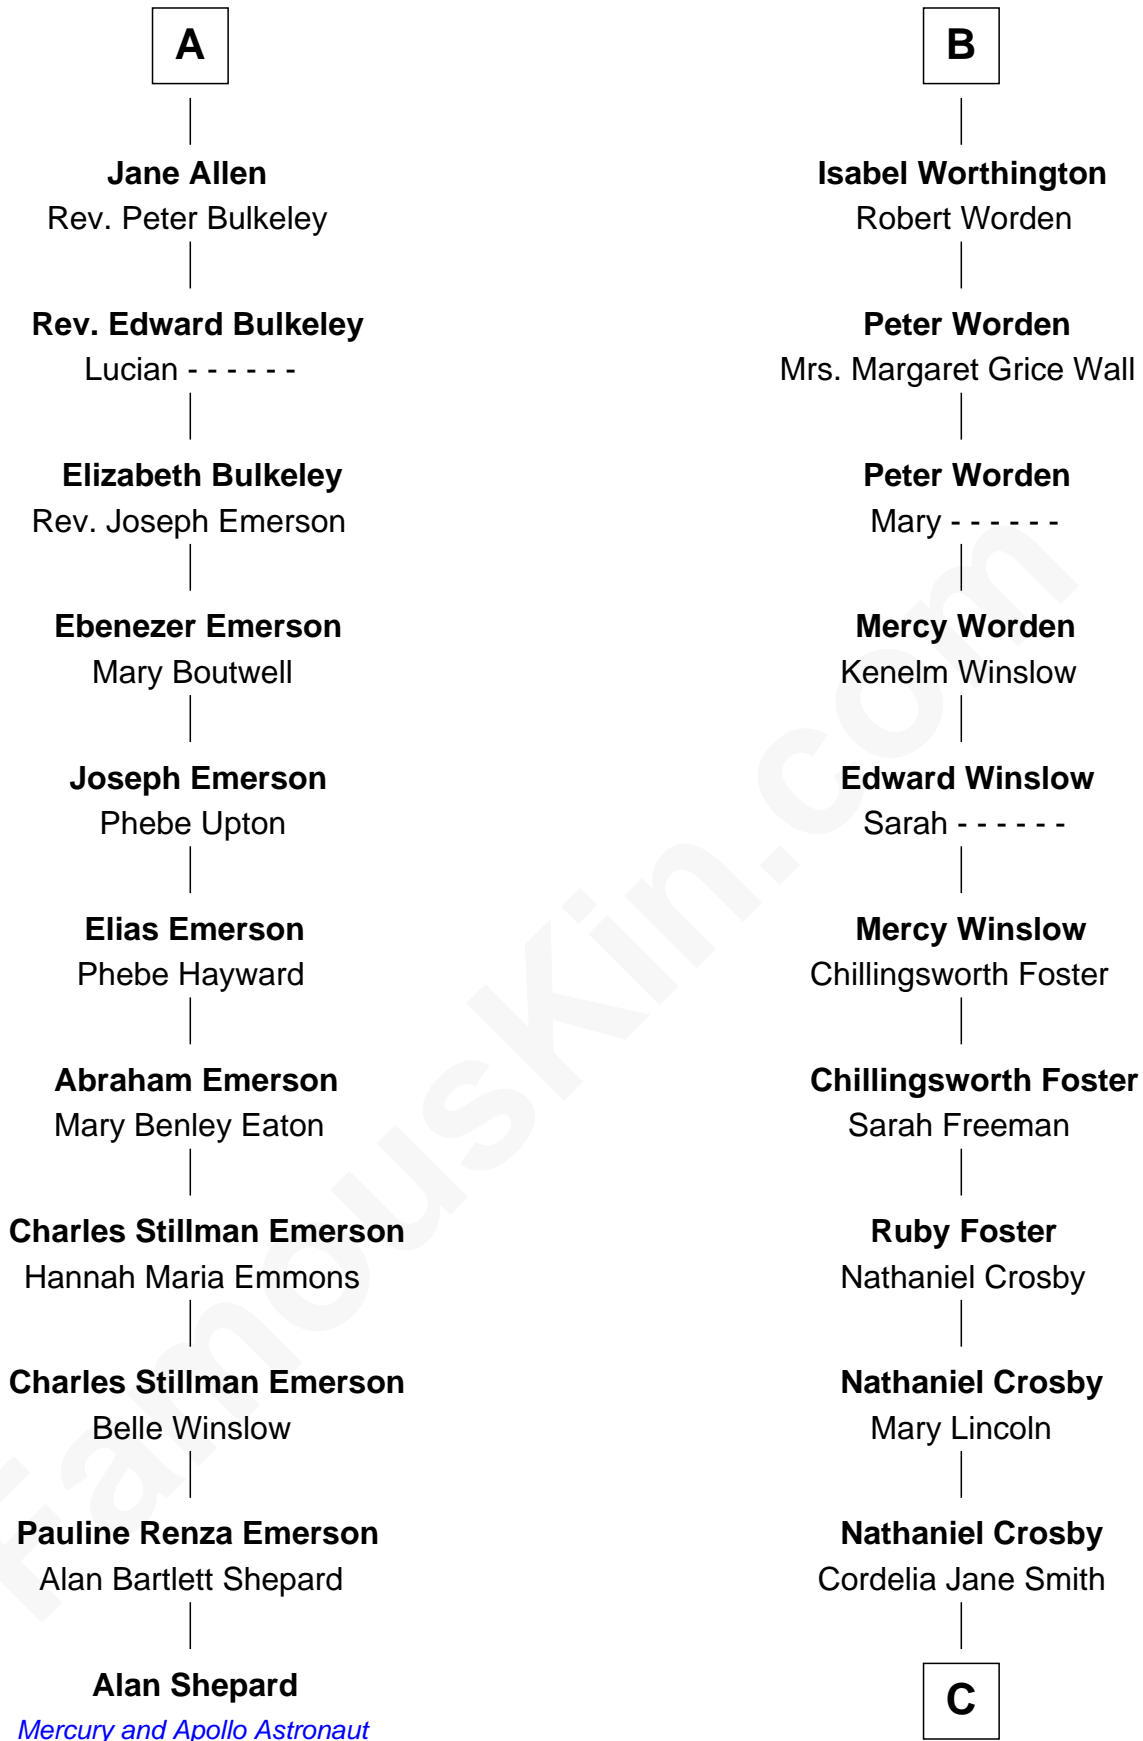 A
Jane Allen
Rev. Peter Bulkeley
Rev. Edward Bulkeley
Lucian - - - - - -
Elizabeth Bulkeley
Rev. Joseph Emerson
Ebenezer Emerson
Mary Boutwell
Joseph Emerson
Phebe Upton
Elias Emerson
Phebe Hayward
Abraham Emerson
Mary Benley Eaton
Charles Stillman Emerson
Hannah Maria Emmons
Charles Stillman Emerson
Belle Winslow
Pauline Renza Emerson
Alan Bartlett Shepard
Alan Shepard
Mercury and Apollo Astronaut
B
Isabel Worthington
Robert Worden
Peter Worden
Mrs. Margaret Grice Wall
Peter Worden
Mary - - - - - -
Mercy Worden
Kenelm Winslow
Edward Winslow
Sarah - - - - - -
Mercy Winslow
Chillingsworth Foster
Chillingsworth Foster
Sarah Freeman
Ruby Foster
Nathaniel Crosby
Nathaniel Crosby
Mary Lincoln
Nathaniel Crosby
Cordelia Jane Smith
C
FamousKin.com